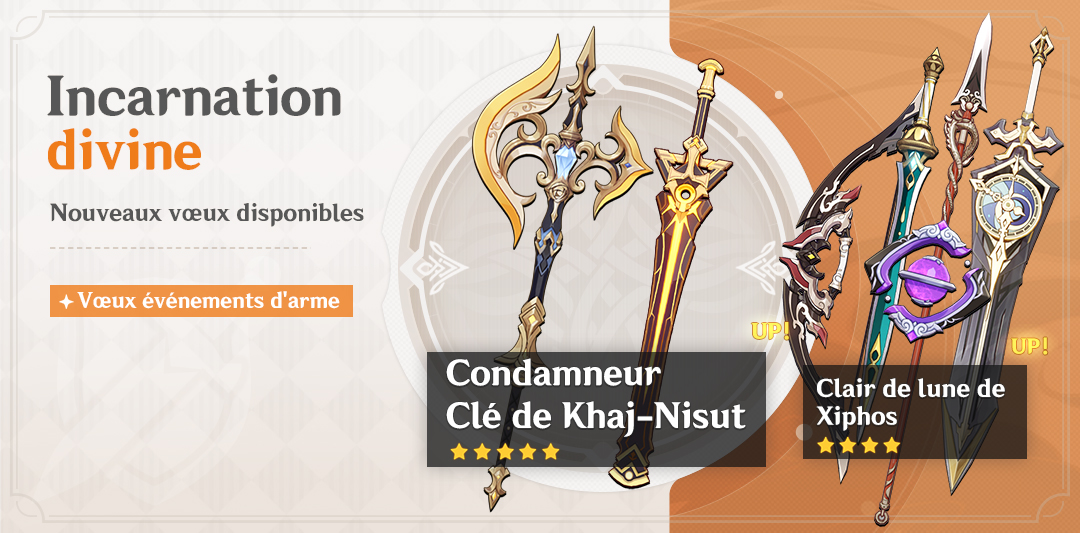 Incarnation
divine
Nouveaux vœux disponibles
Vœux événements d'arme
UP!
Condamneur
Clé de Khaj-Nisut
UP!
Clair de lune de
Xiphos